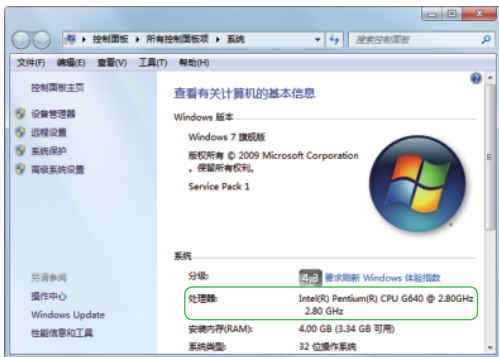 控制面板 ▸ 所有控制面板项 ▸ 系统
搜索控制面板
文件(F) 编辑(E) 查看(V) 工具(T) 帮助(H)
控制面板主页
设备管理器
远程设置
系统保护
高级系统设置
另请参阅
操作中心
Windows Update
性能信息和工具
查看有关计算机的基本信息
Windows 版本
Windows 7 旗舰版
版权所有 © 2009 Microsoft Corporation
。保留所有权利。
Service Pack 1
系统
分级: 4,8 要求刷新 Windows 体验指数
处理器: Intel(R) Pentium(R) CPU G640 @ 2.80GHz
2.80 GHz
安装内存(RAM): 4.00 GB (3.34 GB 可用)
系统类型: 32 位操作系统